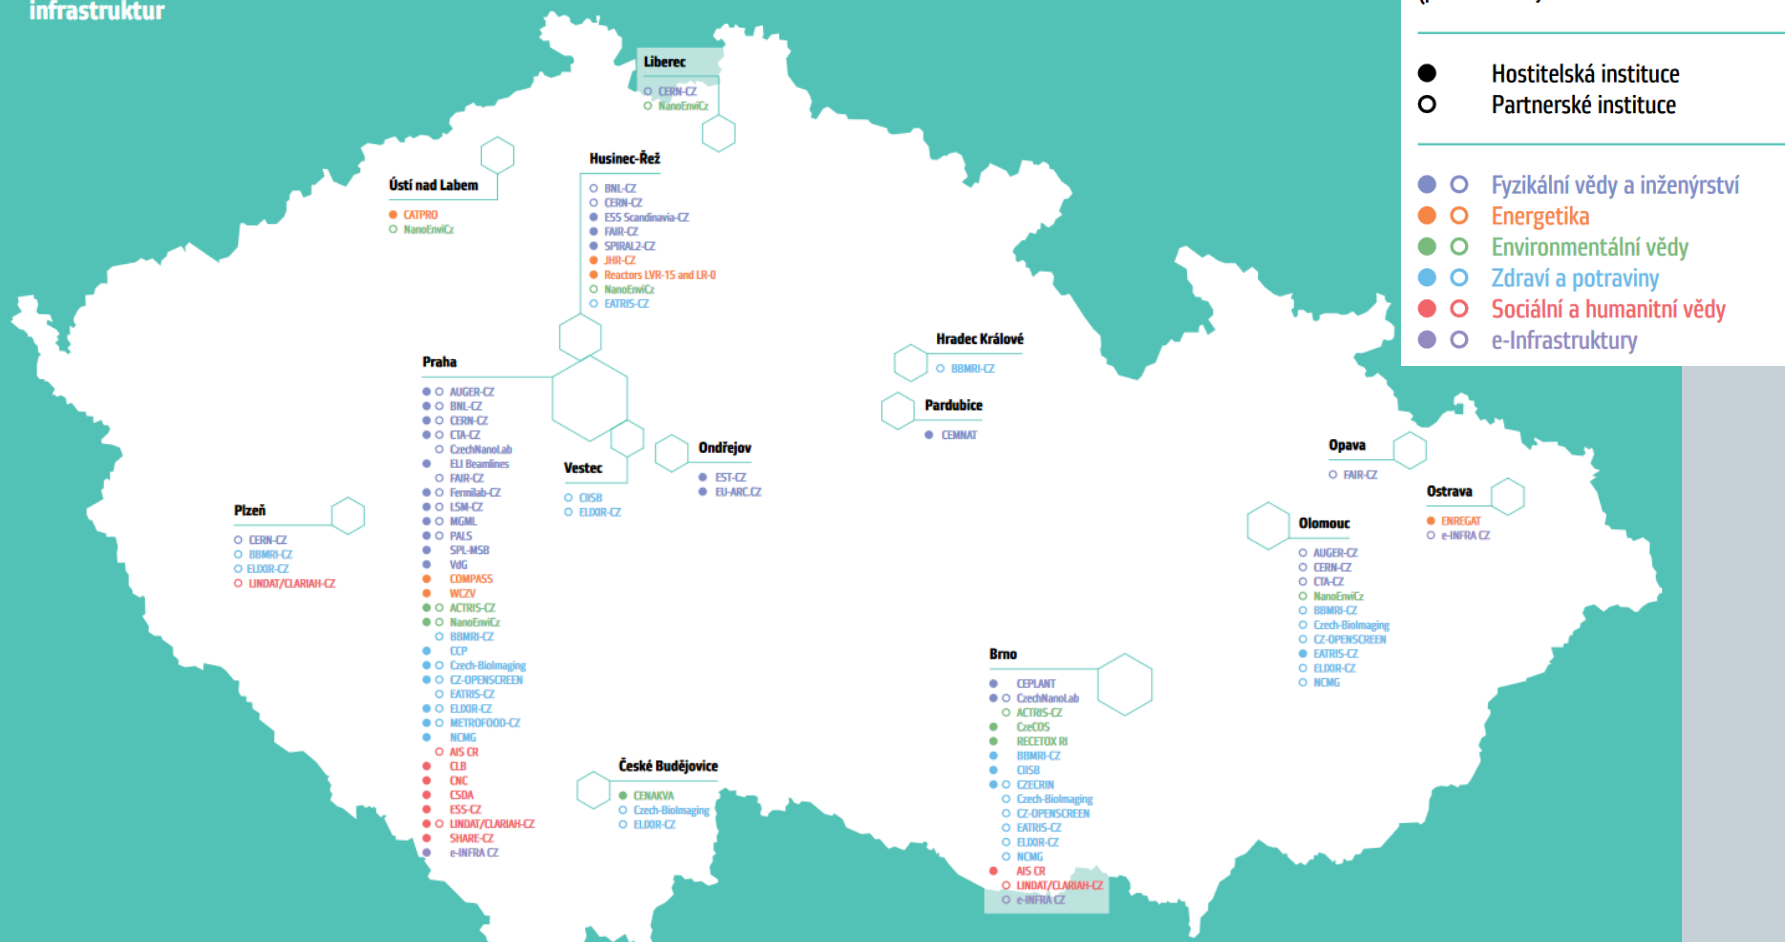 infrastruktur
Hostitelská instituce
Partnerské instituce
Fyzikální vědy a inženýrství
Energetika
Environmentální vědy
Zdraví a potraviny
Sociální a humanitní vědy
e-Infrastruktury
Liberec
CERN-CZ
NanoEnviCz
Ústí nad Labem
CATPRO
NanoEnviCz
Husinec-Řež
BNL-CZ
CERN-CZ
ESS Scandinavia-CZ
FAIR-CZ
SPIRAL2-CZ
JHR-CZ
Reactors LVR-15 and LR-0
NanoEnviCz
EATRIS-CZ
Praha
AUGER-CZ
BNL-CZ
CERN-CZ
CTA-CZ
CzechNanoLab
ELI Beamlines
FAIR-CZ
Fermilab-CZ
LSM-CZ
MGML
PALS
SPL-MSB
VdG
COMPASS
WCZV
ACTRIS-CZ
NanoEnviCz
BBMRI-CZ
CCP
Czech-BioImaging
CZ-OPENSCREEN
EATRIS-CZ
ELIXIR-CZ
METROFOOD-CZ
NCMG
AIS CR
CLB
CNC
CSDA
ESS-CZ
LINDAT/CLARIAH-CZ
SHARE-CZ
e-INFRA CZ
Vestec
CIISB
ELIXIR-CZ
Ondřejov
EST-CZ
EU-ARC.CZ
Plzeň
CERN-CZ
BBMRI-CZ
ELIXIR-CZ
LINDAT/CLARIAH-CZ
České Budějovice
CENAKVA
Czech-BioImaging
ELIXIR-CZ
Hradec Králové
BBMRI-CZ
Pardubice
CEMNAT
Brno
CEPLANT
CzechNanoLab
ACTRIS-CZ
CzeCOS
RECETOX RI
BBMRI-CZ
CIISB
CZECRIN
Czech-BioImaging
CZ-OPENSCREEN
EATRIS-CZ
ELIXIR-CZ
NCMG
AIS CR
LINDAT/CLARIAH-CZ
e-INFRA CZ
Opava
FAIR-CZ
Ostrava
ENREGAT
e-INFRA CZ
Olomouc
AUGER-CZ
CERN-CZ
CTA-CZ
NanoEnviCz
BBMRI-CZ
Czech-BioImaging
CZ-OPENSCREEN
EATRIS-CZ
ELIXIR-CZ
NCMG